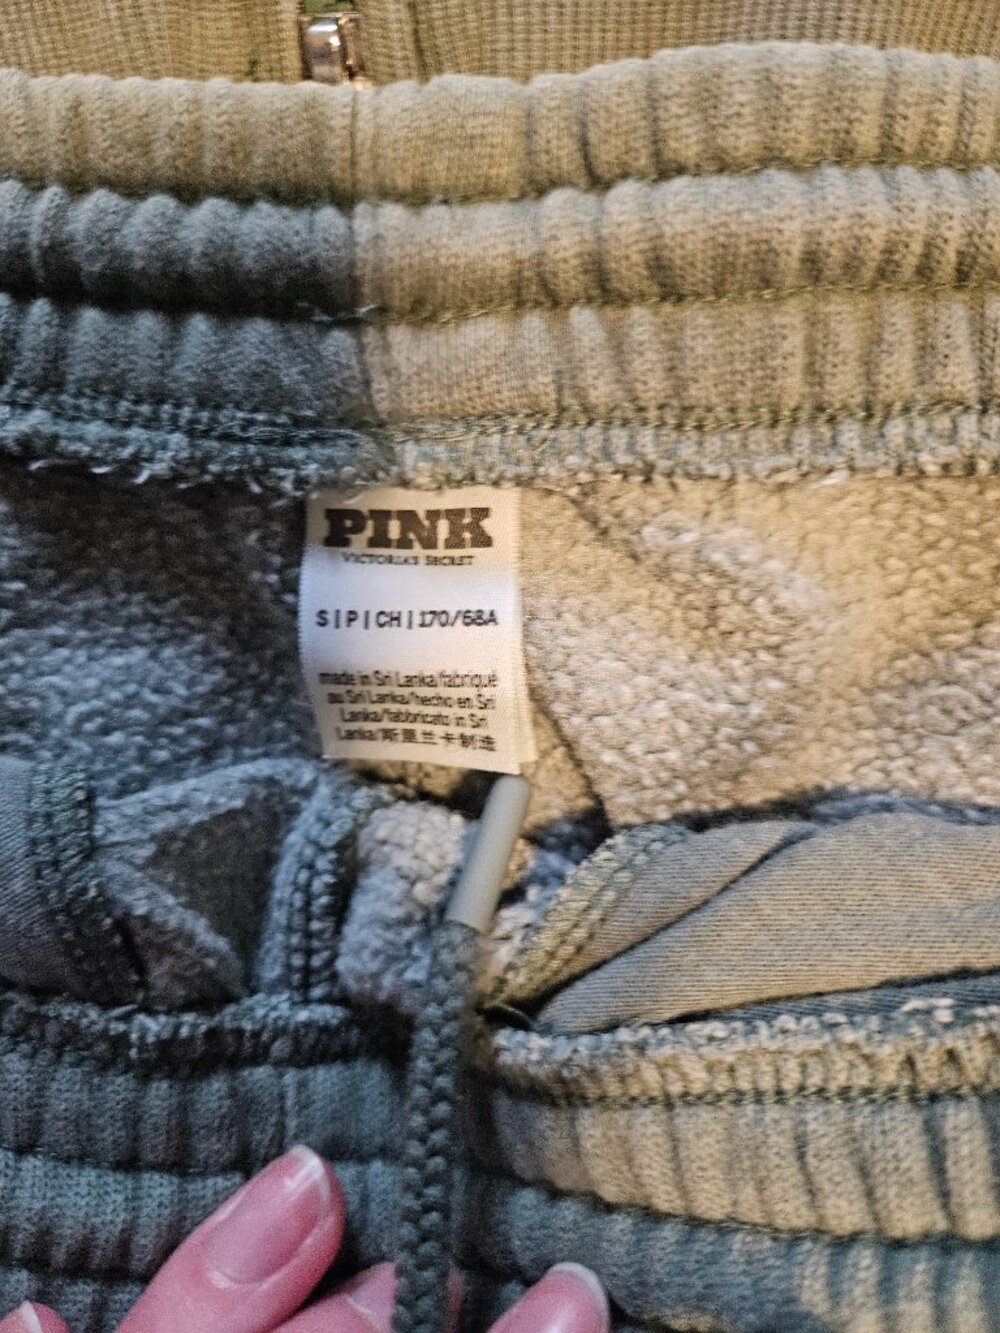 PINK
VICTORIA'S SECRET
S | P | CH | 170/68A
made in Sri Lanka/fabriqué
au Sri Lanka/hecho en Sri
Lanka/fabbricato in Sri
Lanka/斯里兰卡制造